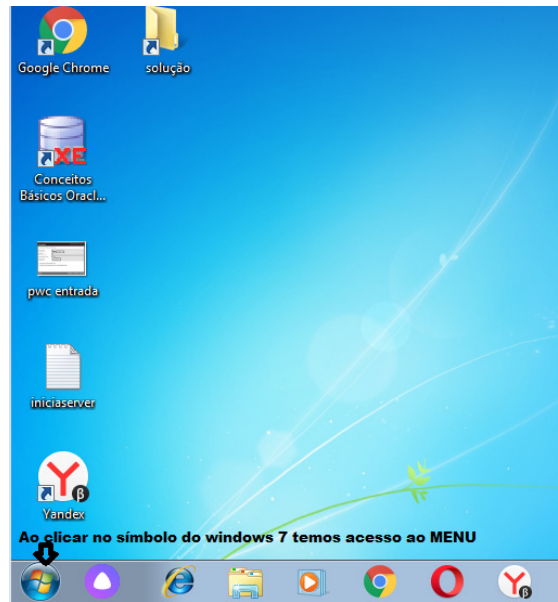 Google Chrome
solução
XE
Conceitos
Básicos Oracl...
pwc entrada
iniciaserver
β
Yandex
Ao clicar no símbolo do windows 7 temos acesso ao MENU
β